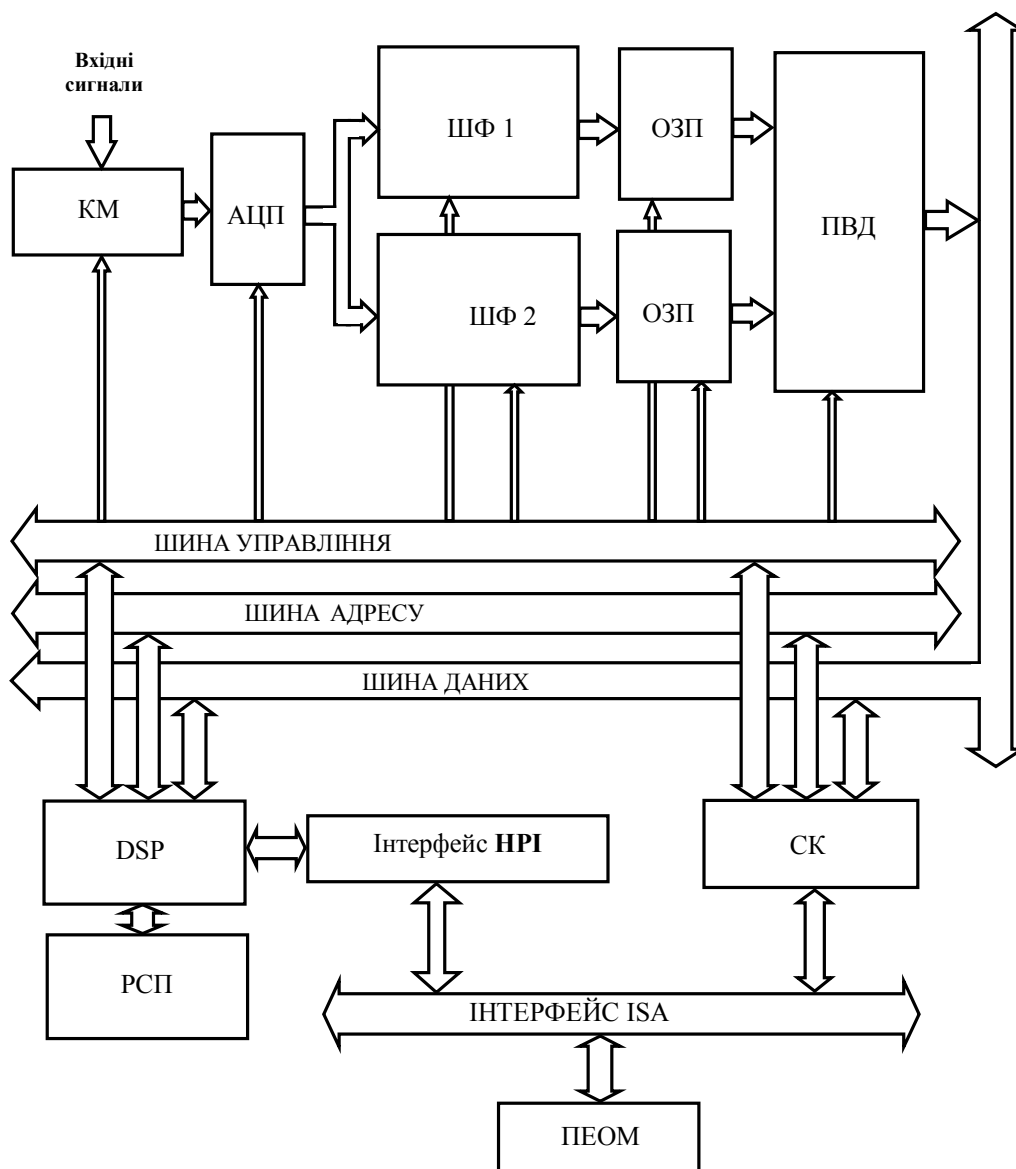 Вхідні
сигнали
КМ
АЦП
ШФ 1
ОЗП
ПВД
ШФ 2
ОЗП
ШИНА УПРАВЛІННЯ
ШИНА АДРЕСУ
ШИНА ДАНИХ
DSP
Інтерфейс HPI
СК
РСП
ІНТЕРФЕЙС ISA
ПЕОМ